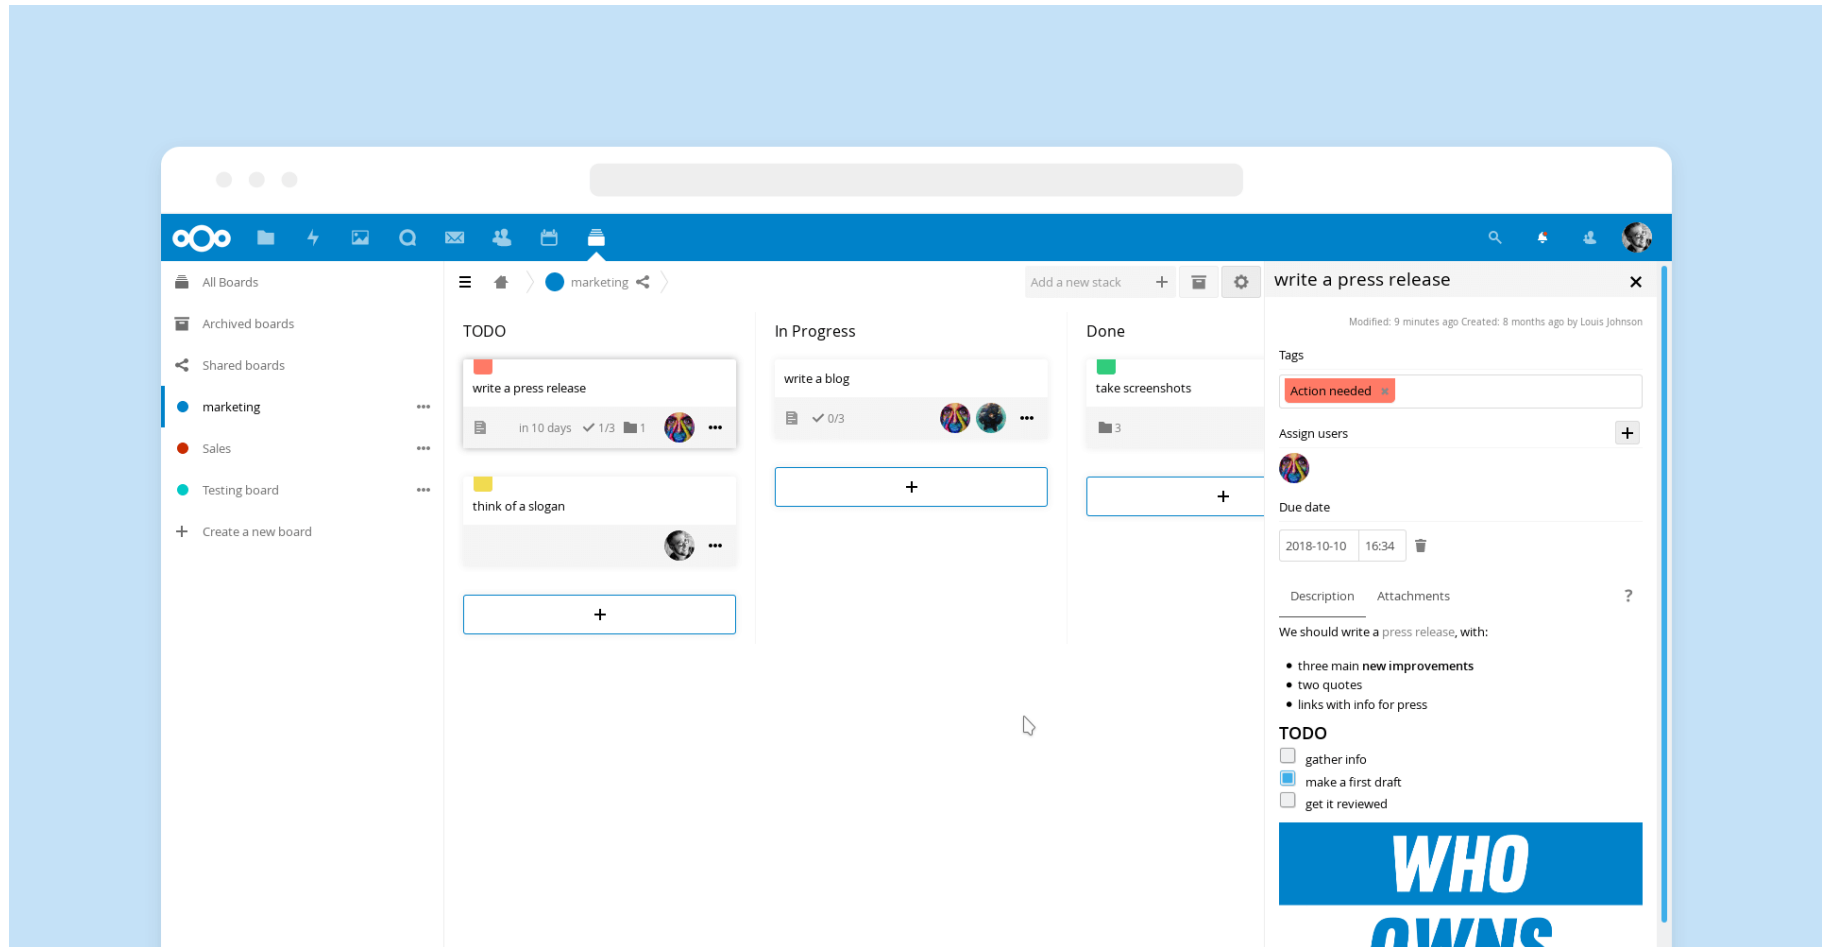 All Boards
Archived boards
Shared boards
marketing
Sales
Testing board
Create a new board
marketing
Add a new stack
TODO
write a press release
in 10 days 1/3 1
think of a slogan
In Progress
write a blog
0/3
Done
take screenshots
3
write a press release
Modified: 9 minutes ago Created: 8 months ago by Louis Johnson
Tags
Action needed
Assign users
Due date
2018-10-10 16:34
Description Attachments ?
We should write a press release, with:
• three main new improvements
• two quotes
• links with info for press
TODO
gather info
make a first draft
get it reviewed
WHO
OWNS